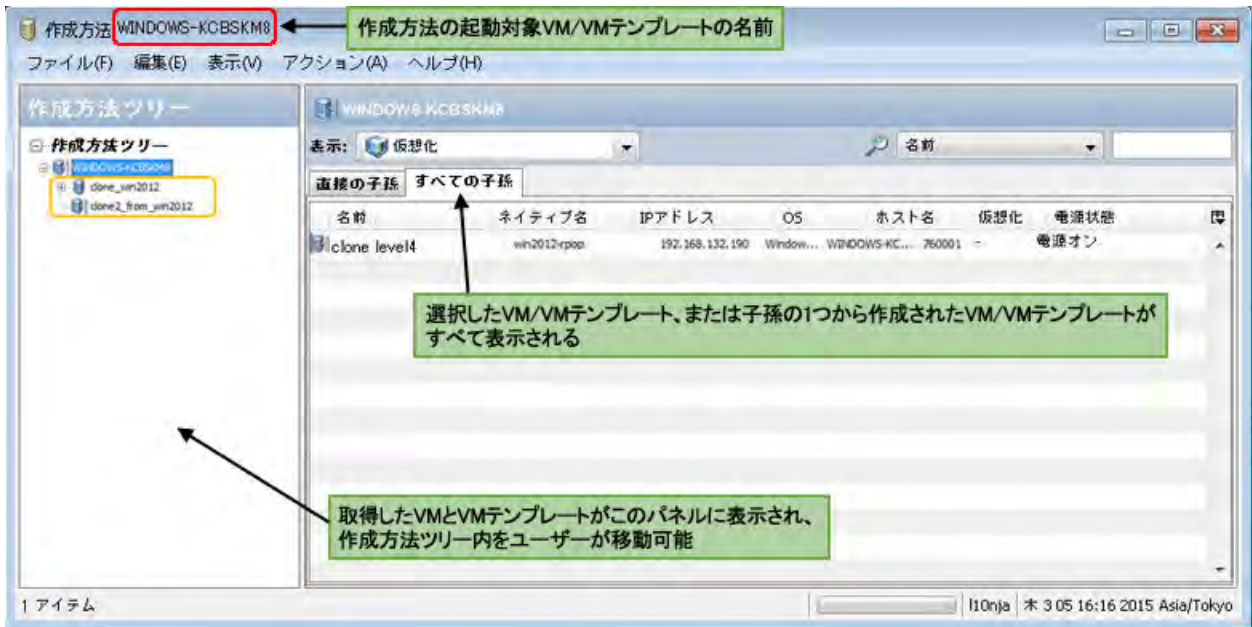 作成方法 WINDOWS-KCBSKM8
作成方法の起動対象VM/VMテンプレートの名前
ファイル(F) 編集(E) 表示(V) アクション(A) ヘルプ(H)
作成方法ツリー
WINDOWS-KCBSKM8
作成方法ツリー
WINDOWS-KCBSKM8
clone_win2012
clone2_from_win2012
表示: 仮想化
名前
直接の子孫 すべての子孫
名前 ネイティブ名 IPアドレス OS ホスト名 仮想化 電源状態
clone level4 win2012-rpop 192.168.132.190 Window... WINDOWS-KC... 760001 - 電源オン
選択したVM/VMテンプレート、または子孫の1つから作成されたVM/VMテンプレートが
すべて表示される
取得したVMとVMテンプレートがこのパネルに表示され、
作成方法ツリー内をユーザーが移動可能
1 アイテム
l10nja 木 3 05 16:16 2015 Asia/Tokyo